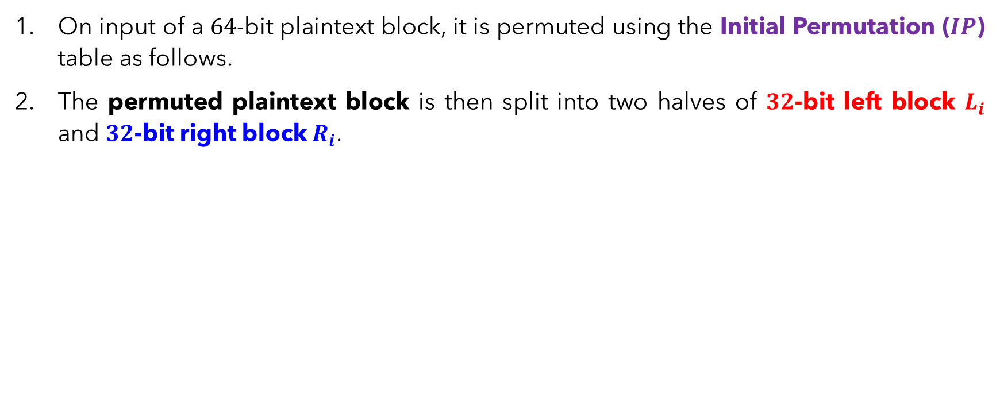 1. On input of a 64-bit plaintext block, it is permuted using the Initial Permutation (IP)
table as follows.
2. The permuted plaintext block is then split into two halves of 32-bit left block Lᵢ
and 32-bit right block Rᵢ.